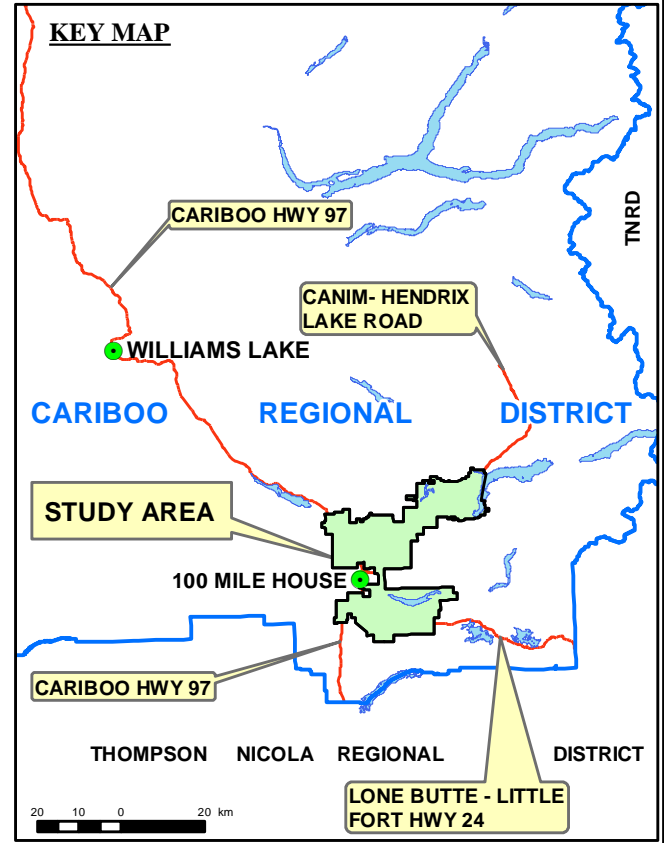 KEY MAP
CARIBOO HWY 97
TNRD
CANIM- HENDRIX
LAKE ROAD
WILLIAMS LAKE
CARIBOO REGIONAL DISTRICT
STUDY AREA
100 MILE HOUSE
CARIBOO HWY 97
THOMPSON NICOLA REGIONAL DISTRICT
LONE BUTTE - LITTLE
FORT HWY 24
20 10 0 20 km